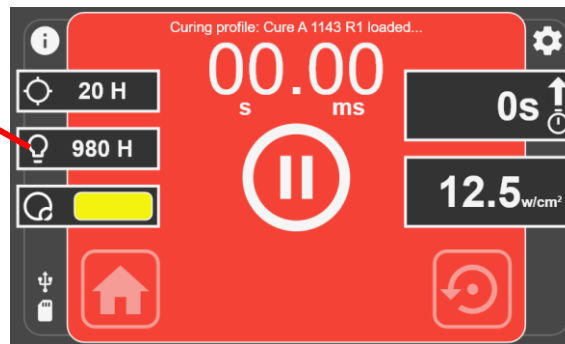 Curing profile: Cure A 1143 R1 loaded...
00.00
s ms
20 H
0s
980 H
12.5w/cm²